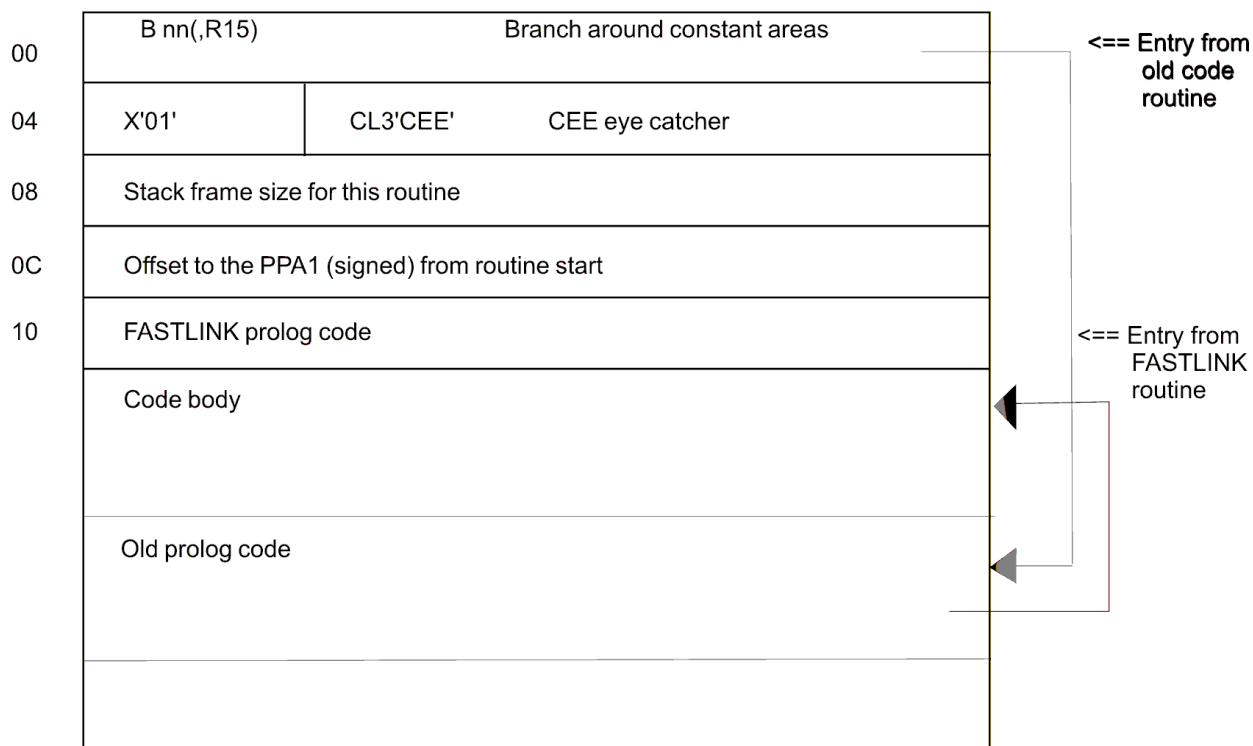 00
B nn(,R15) Branch around constant areas
<== Entry from
old code
routine
04
X'01' CL3'CEE' CEE eye catcher
08
Stack frame size for this routine
0C
Offset to the PPA1 (signed) from routine start
10
FASTLINK prolog code
<== Entry from
FASTLINK
routine
Code body
Old prolog code